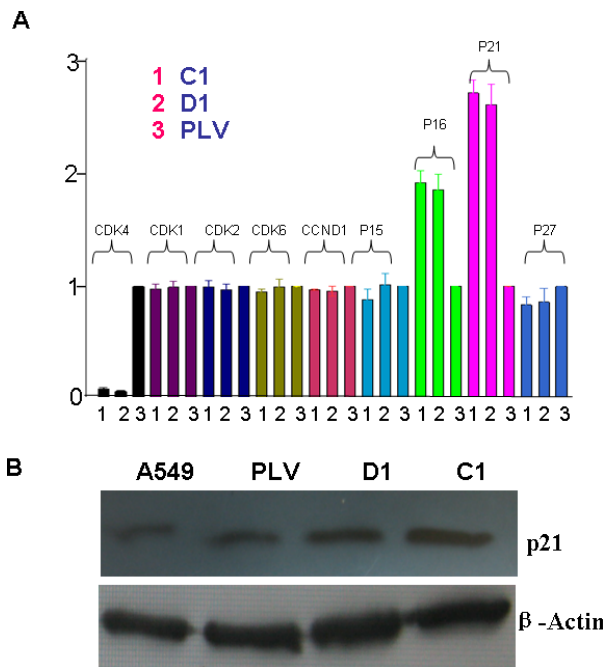 A
3
2
1
0
1 C1
2 D1
3 PLV
CDK4
CDK1
CDK2
CDK6
CCND1
P15
P16
P21
P27
1 2 3 1 2 3 1 2 3 1 2 3 1 2 3 1 2 3 1 2 3 1 2 3 1 2 3
B
A549 PLV D1 C1
p21
β-Actin